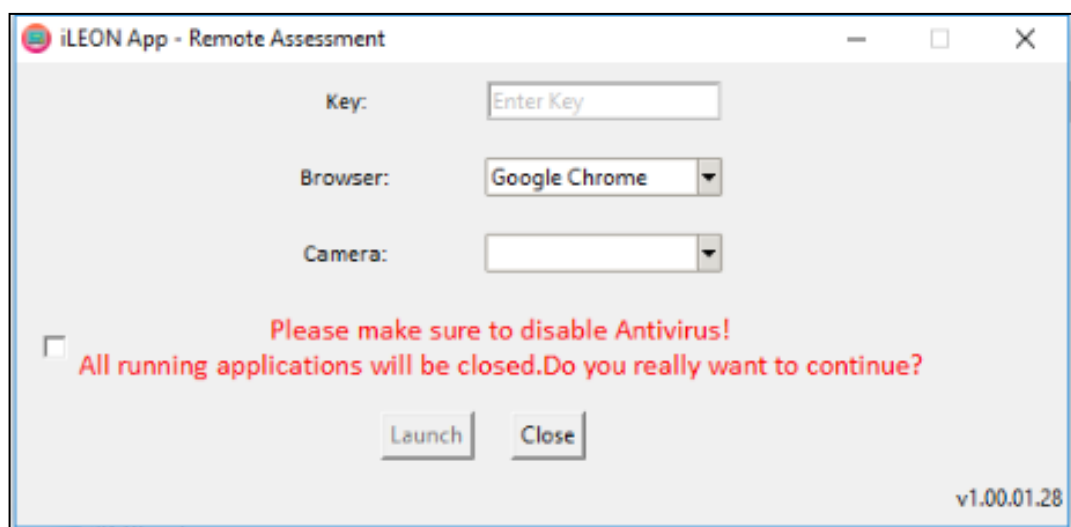 iLEON App - Remote Assessment
Key: Enter Key
Browser: Google Chrome
Camera:
Please make sure to disable Antivirus!
All running applications will be closed.Do you really want to continue?
Launch Close
v1.00.01.28